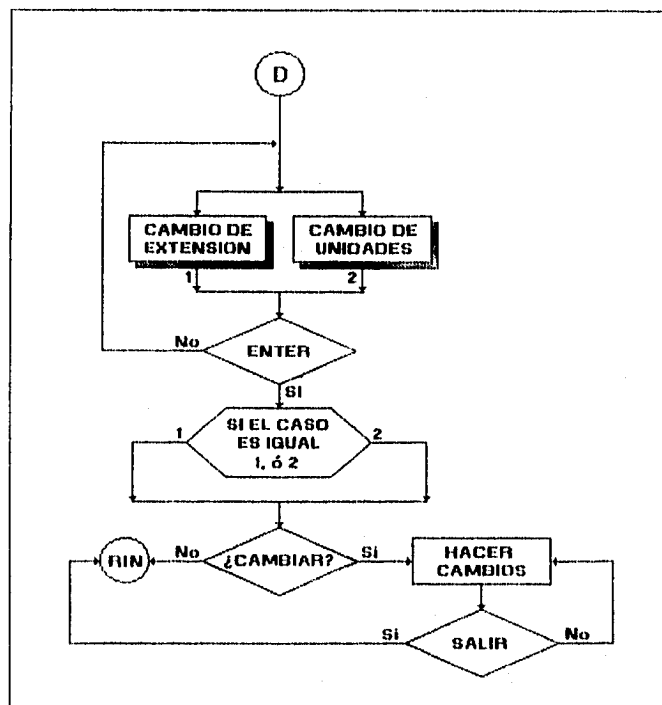 D
CAMBIO DE
EXTENSION
CAMBIO DE
UNIDADES
1
2
No
ENTER
SI
1
SI EL CASO
ES IGUAL
1, ó 2
2
RIN
No
¿CAMBIAR?
Si
HACER
CAMBIOS
Si
SALIR
No